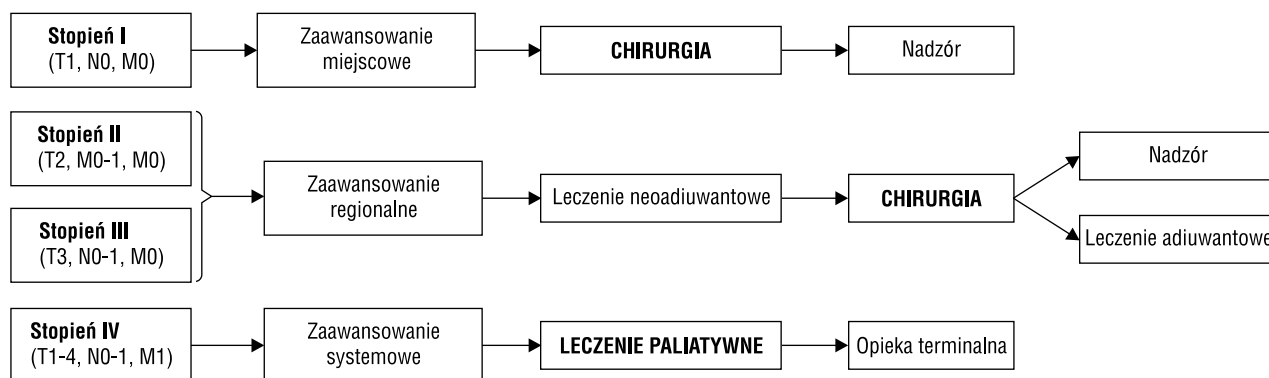 Stopień I
(T1, N0, M0)
Zaawansowanie
miejscowe
CHIRURGIA
Nadzór
Stopień II
(T2, M0-1, M0)
Stopień III
(T3, N0-1, M0)
Zaawansowanie
regionalne
Leczenie neoadiuwantowe
CHIRURGIA
Nadzór
Leczenie adiuwantowe
Stopień IV
(T1-4, N0-1, M1)
Zaawansowanie
systemowe
LECZENIE PALIATYWNE
Opieka terminalna